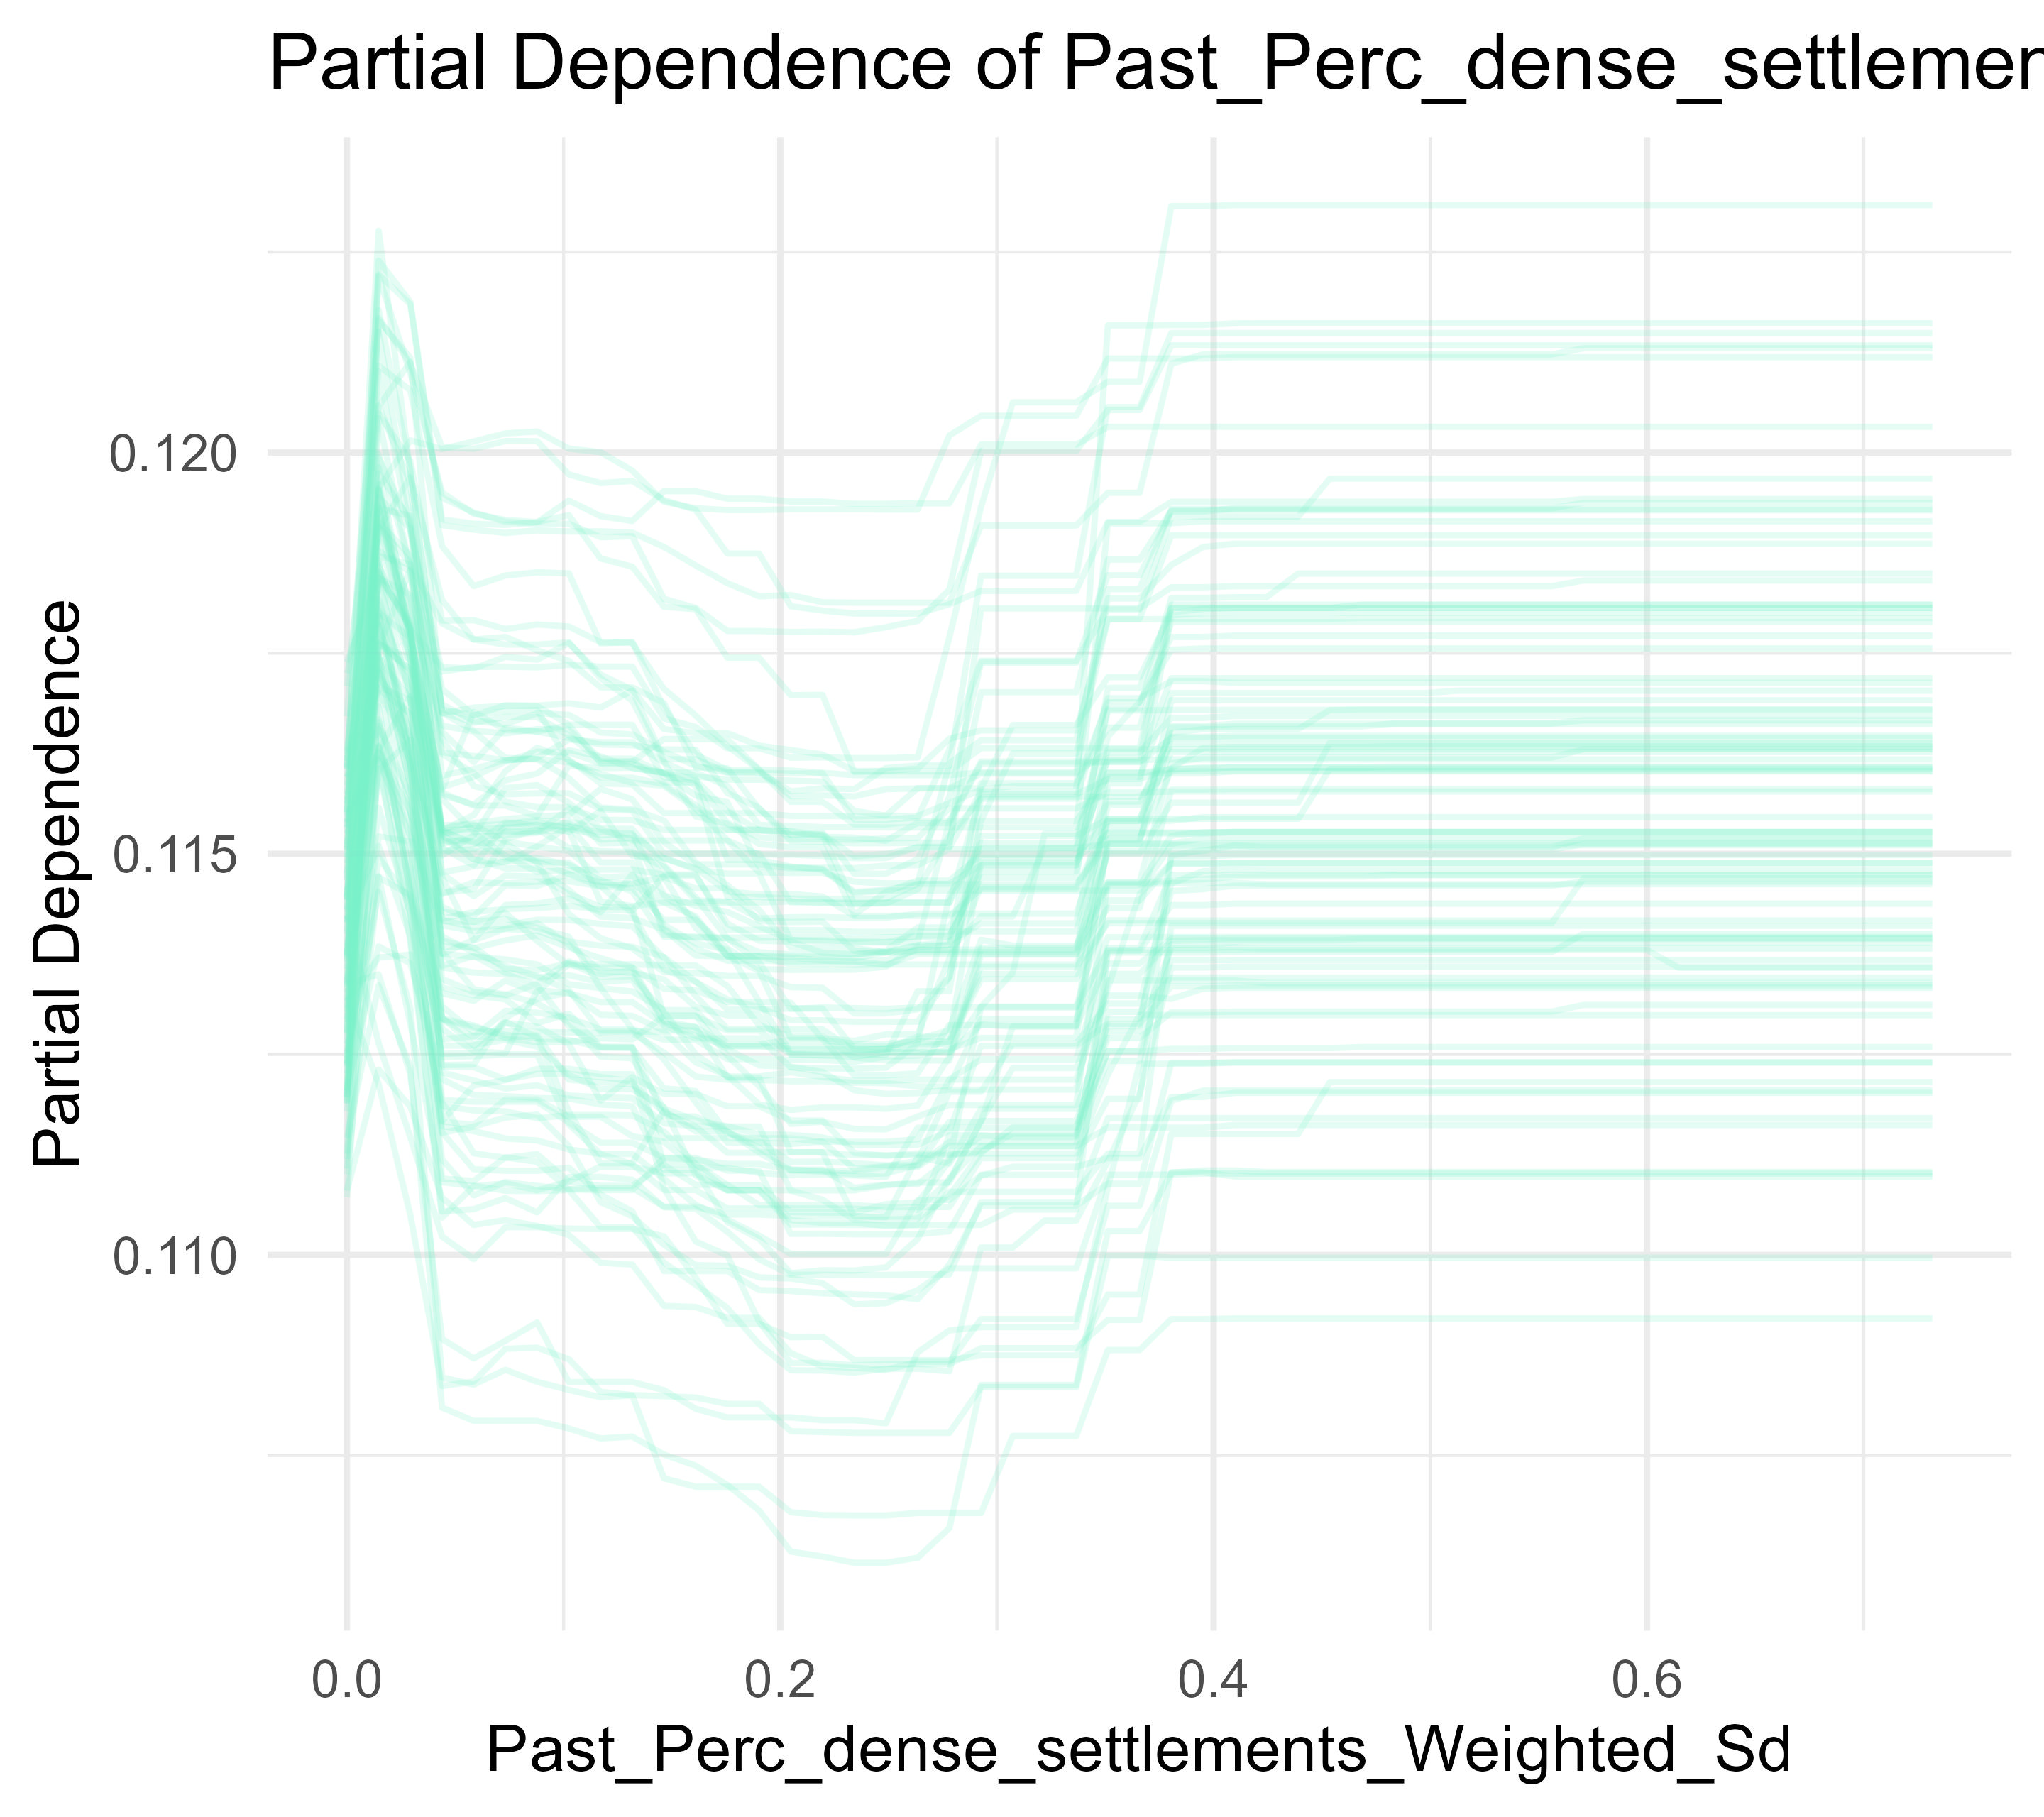 Partial Dependence of Past_Perc_dense_settlemen
Partial Dependence
0.120
0.115
0.110
0.0 0.2 0.4 0.6
Past_Perc_dense_settlements_Weighted_Sd